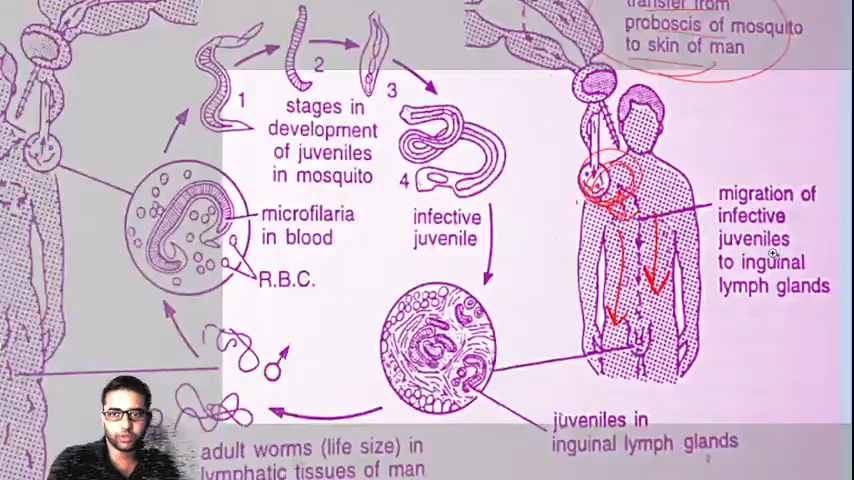 transfer from
proboscis of mosquito
to skin of man
1
2
3
4
stages in
development
of juveniles
in mosquito
microfilaria
in blood
R.B.C.
infective
juvenile
migration of
infective
juveniles
to inguinal
lymph glands
juveniles in
inguinal lymph glands
adult worms (life size) in
lymphatic tissues of man